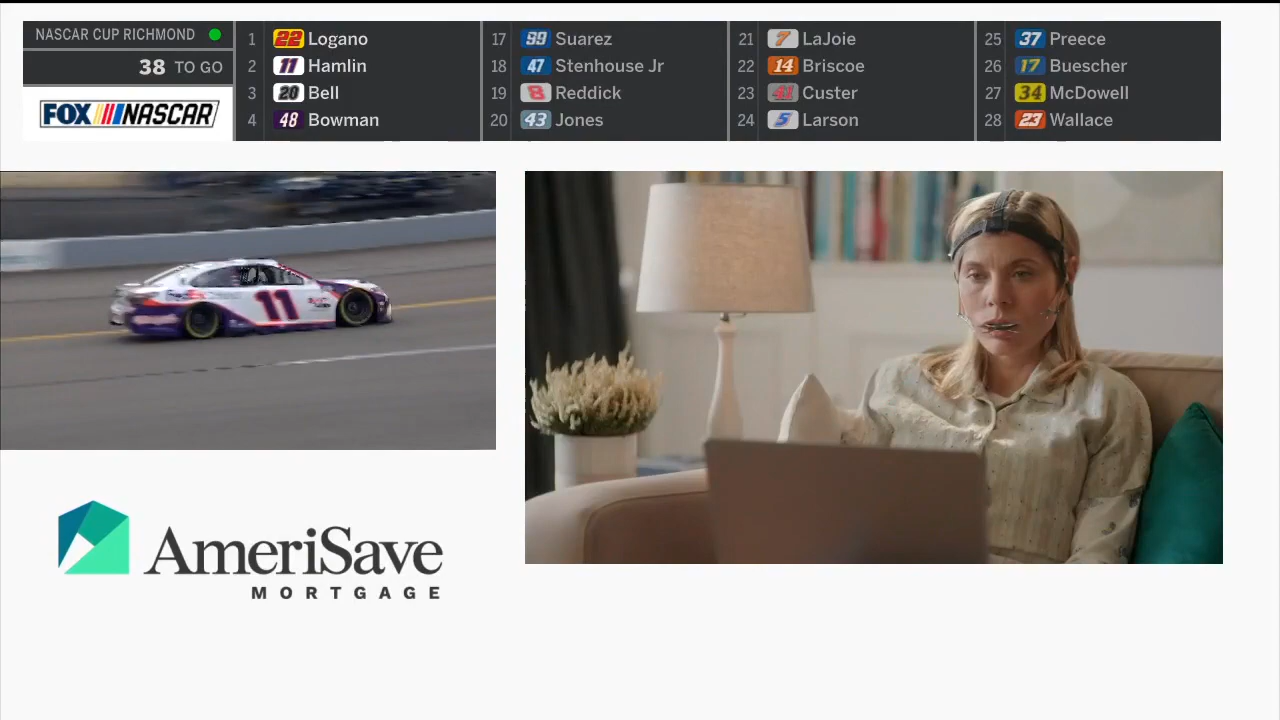 NASCAR CUP RICHMOND
38 TO GO
FOX NASCAR
1 22 Logano
2 11 Hamlin
3 20 Bell
4 48 Bowman
17 99 Suarez
18 47 Stenhouse Jr
19 8 Reddick
20 43 Jones
21 7 LaJoie
22 14 Briscoe
23 41 Custer
24 5 Larson
25 37 Preece
26 17 Buescher
27 34 McDowell
28 23 Wallace
11
AmeriSave
MORTGAGE